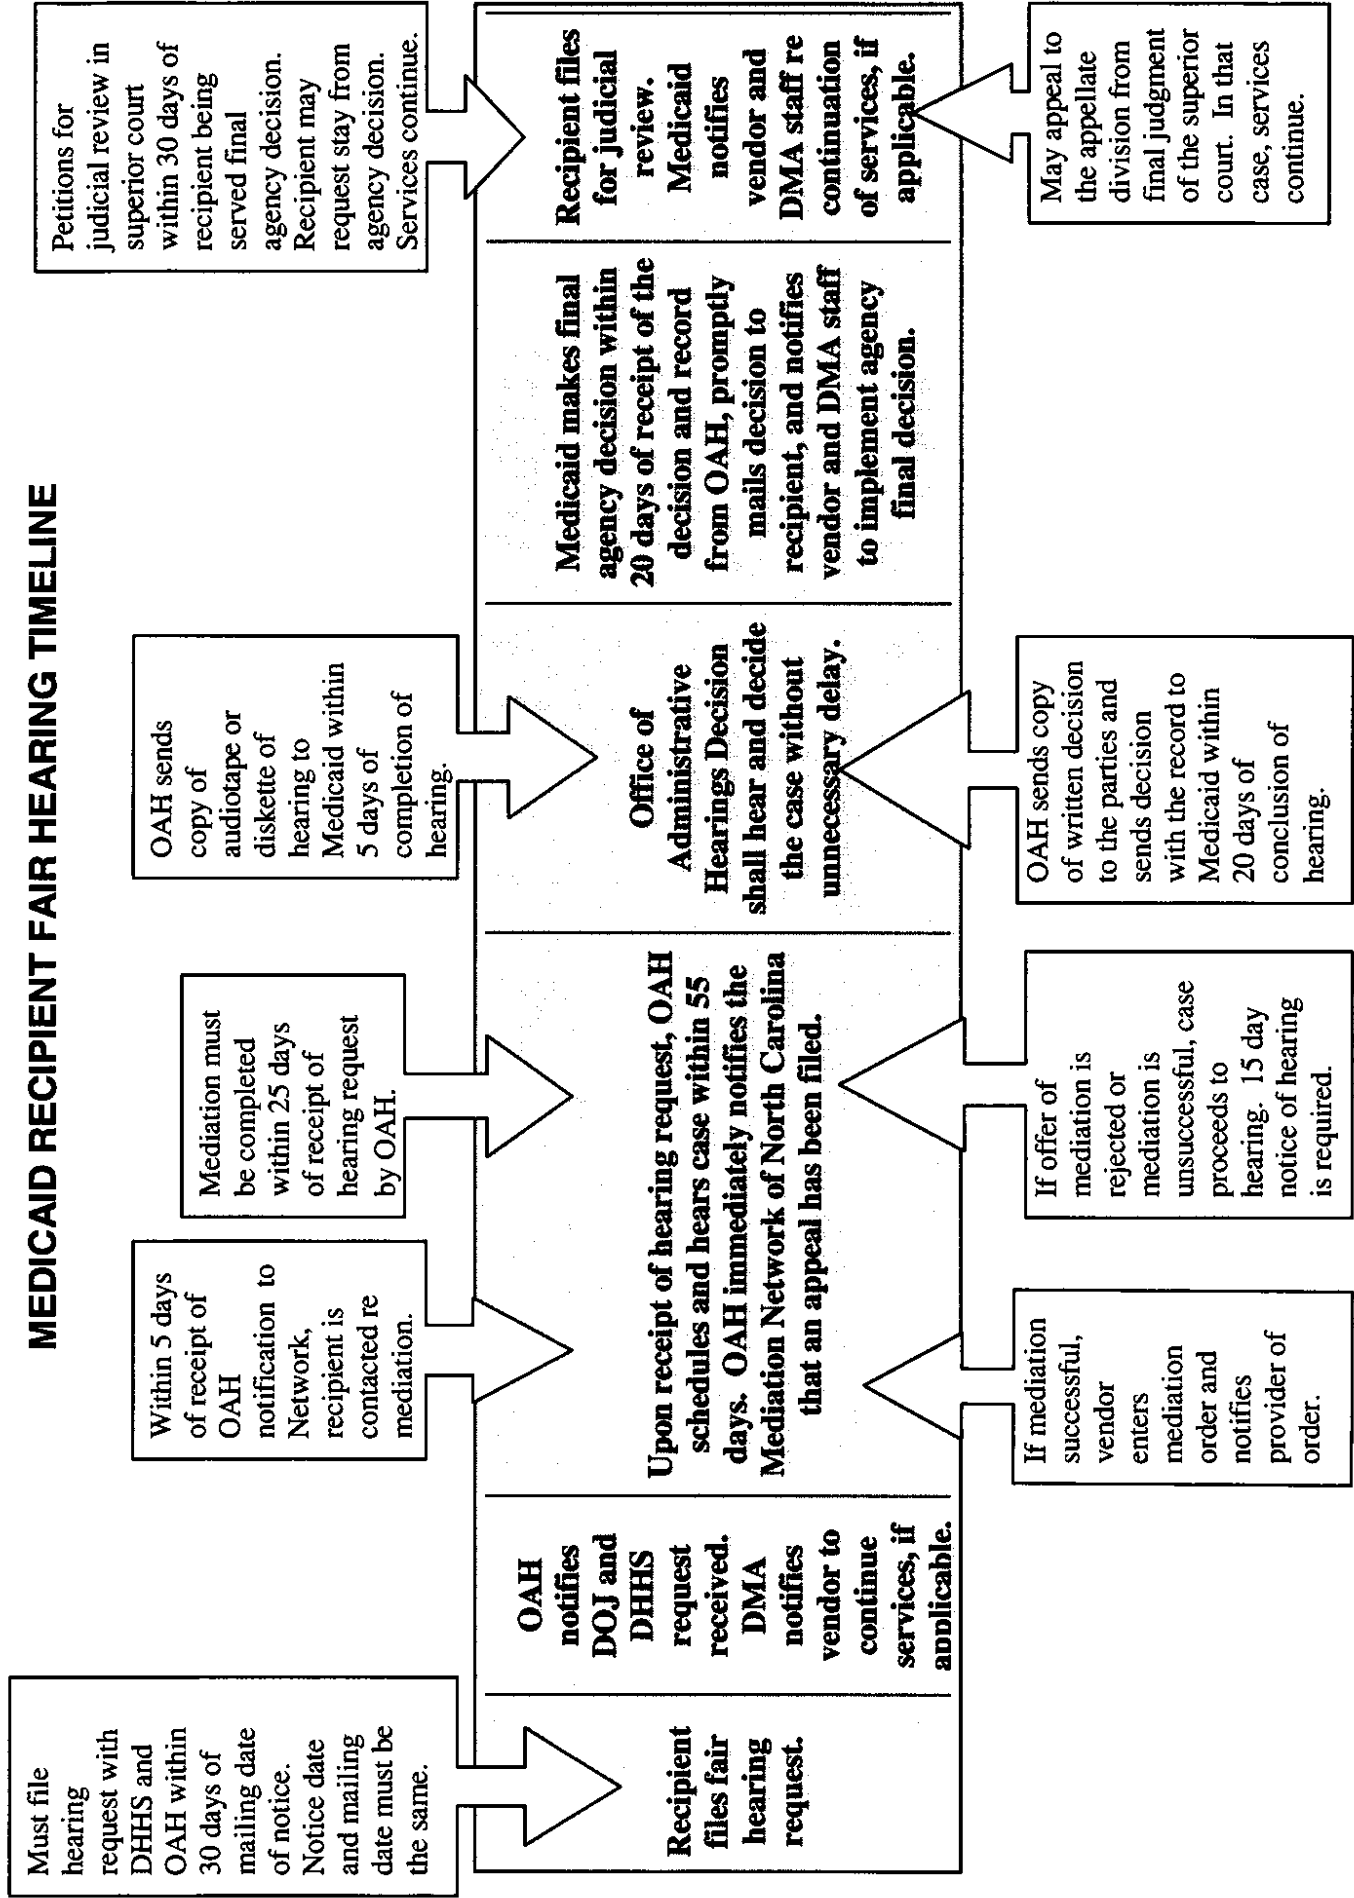 MEDICAID RECIPIENT FAIR HEARING TIMELINE
Must file
hearing
request with
DHHS and
OAH within
30 days of
mailing date
of notice.
Notice date
and mailing
date must be
the same.
Within 5 days
of receipt of
OAH
notification to
Network,
recipient is
contacted re
mediation.
Mediation must
be completed
within 25 days
of receipt of
hearing request
by OAH.
OAH sends
copy of
audiotape or
diskette of
hearing to
Medicaid within
5 days of
completion of
hearing.
Petitions for
judicial review in
superior court
within 30 days of
recipient being
served final
agency decision.
Recipient may
request stay from
agency decision.
Services continue.
Recipient
files fair
hearing
request.
OAH
notifies
DOJ and
DHHS
request
received.
DMA
notifies
vendor to
continue
services, if
applicable.
Upon receipt of hearing request, OAH
schedules and hears case within 55
days. OAH immediately notifies the
Mediation Network of North Carolina
that an appeal has been filed.
Office of
Administrative
Hearings Decision
shall hear and decide
the case without
unnecessary delay.
Medicaid makes final
agency decision within
20 days of receipt of the
decision and record
from OAH, promptly
mails decision to
recipient, and notifies
vendor and DMA staff
to implement agency
final decision.
Recipient files
for judicial
review.
Medicaid
notifies
vendor and
DMA staff re
continuation
of services, if
applicable.
If mediation
successful,
vendor
enters
mediation
order and
notifies
provider of
order.
If offer of
mediation is
rejected or
mediation is
unsuccessful, case
proceeds to
hearing. 15 day
notice of hearing
is required.
OAH sends copy
of written decision
to the parties and
sends decision
with the record to
Medicaid within
20 days of
conclusion of
hearing.
May appeal to
the appellate
division from
final judgment
of the superior
court. In that
case, services
continue.